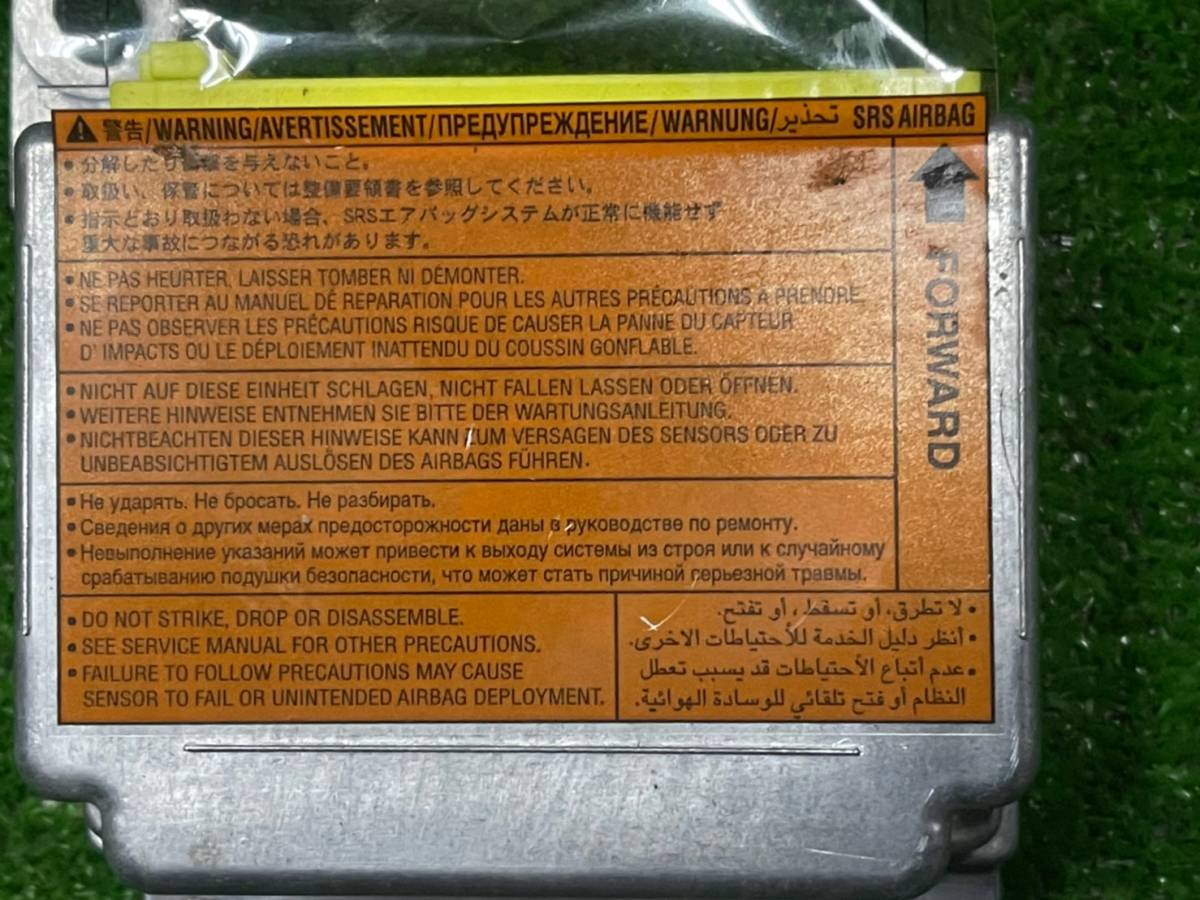 警告/WARNING/AVERTISSEMENT/ПРЕДУПРЕЖДЕНИЕ/WARNUNG/تحذير SRS AIRBAG
• 分解したり衝撃を与えないこと。
• 取扱い、保管については整備要領書を参照してください。
• 指示どおり取扱わない場合、SRSエアバッグシステムが正常に機能せず
重大な事故につながる恐れがあります。
FORWARD
• NE PAS HEURTER, LAISSER TOMBER NI DÉMONTER.
• SE REPORTER AU MANUEL DÉ REPARATION POUR LES AUTRES PRÉCAUTIONS À PRENDRE.
• NE PAS OBSERVER LES PRÉCAUTIONS RISQUE DE CAUSER LA PANNE DU CAPTEUR
D' IMPACTS OU LE DÉPLOIEMENT INATTENDU DU COUSSIN GONFLABLE.
• NICHT AUF DIESE EINHEIT SCHLAGEN, NICHT FALLEN LASSEN ODER ÖFFNEN.
• WEITERE HINWEISE ENTNEHMEN SIE BITTE DER WARTUNGSANLEITUNG.
• NICHTBEACHTEN DIESER HINWEISE KANN ZUM VERSAGEN DES SENSORS ODER ZU
UNBEABSICHTIGTEM AUSLÖSEN DES AIRBAGS FÜHREN.
• Не ударять. Не бросать. Не разбирать.
• Сведения о других мерах предосторожности даны в руководстве по ремонту.
• Невыполнение указаний может привести к выходу системы из строя или к случайному
срабатыванию подушки безопасности, что может стать причиной серьезной травмы.
• DO NOT STRIKE, DROP OR DISASSEMBLE.
• SEE SERVICE MANUAL FOR OTHER PRECAUTIONS.
• FAILURE TO FOLLOW PRECAUTIONS MAY CAUSE
SENSOR TO FAIL OR UNINTENDED AIRBAG DEPLOYMENT.
• لا تطرق، أو تسقط، أو تفتح.
• أنظر دليل الخدمة للأحتياطات الاخرى.
• عدم أتباع الأحتياطات قد يسبب تعطل
النظام أو فتح تلقائي للوسادة الهوائية.